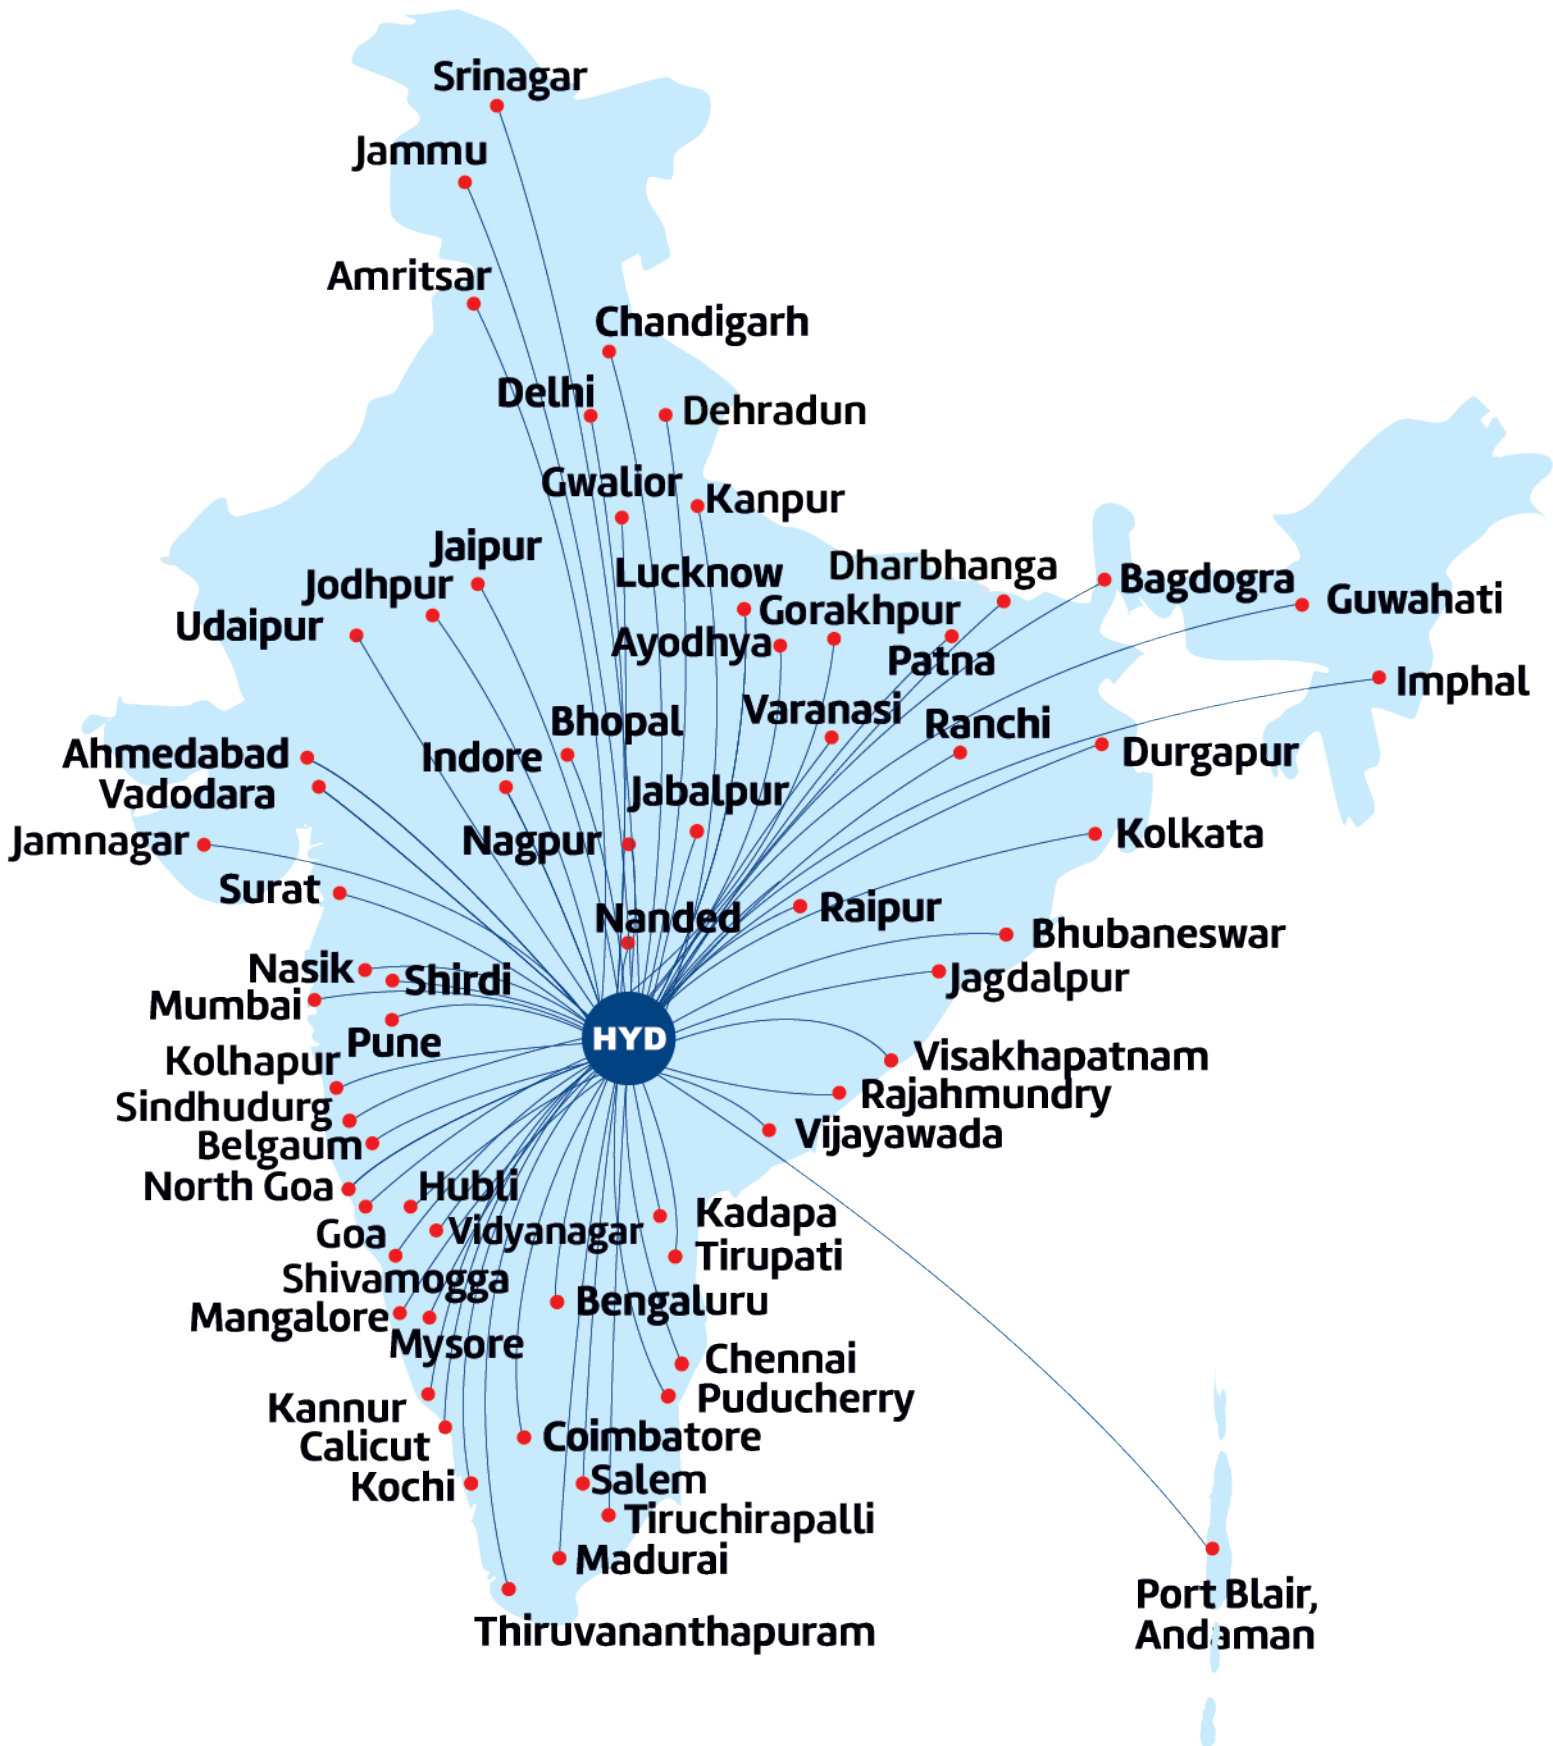 Srinagar
Jammu
Amritsar
Chandigarh
Delhi
Dehradun
Gwalior
Kanpur
Jaipur
Lucknow
Dharbhanga
Bagdogra
Jodhpur
Gorakhpur
Guwahati
Udaipur
Ayodhya
Patna
Imphal
Bhopal
Varanasi
Ranchi
Ahmedabad
Indore
Durgapur
Vadodara
Jabalpur
Jamnagar
Nagpur
Kolkata
Surat
Nanded
Raipur
Bhubaneswar
Nasik
Shirdi
Jagdalpur
Mumbai
Pune
HYD
Kolhapur
Visakhapatnam
Sindhudurg
Rajahmundry
Belgaum
Vijayawada
North Goa
Hubli
Kadapa
Goa
Vidyanagar
Tirupati
Shivamogga
Bengaluru
Mangalore
Mysore
Chennai
Puducherry
Kannur
Coimbatore
Calicut
Kochi
Salem
Tiruchirapalli
Madurai
Port Blair,
Andaman
Thiruvananthapuram